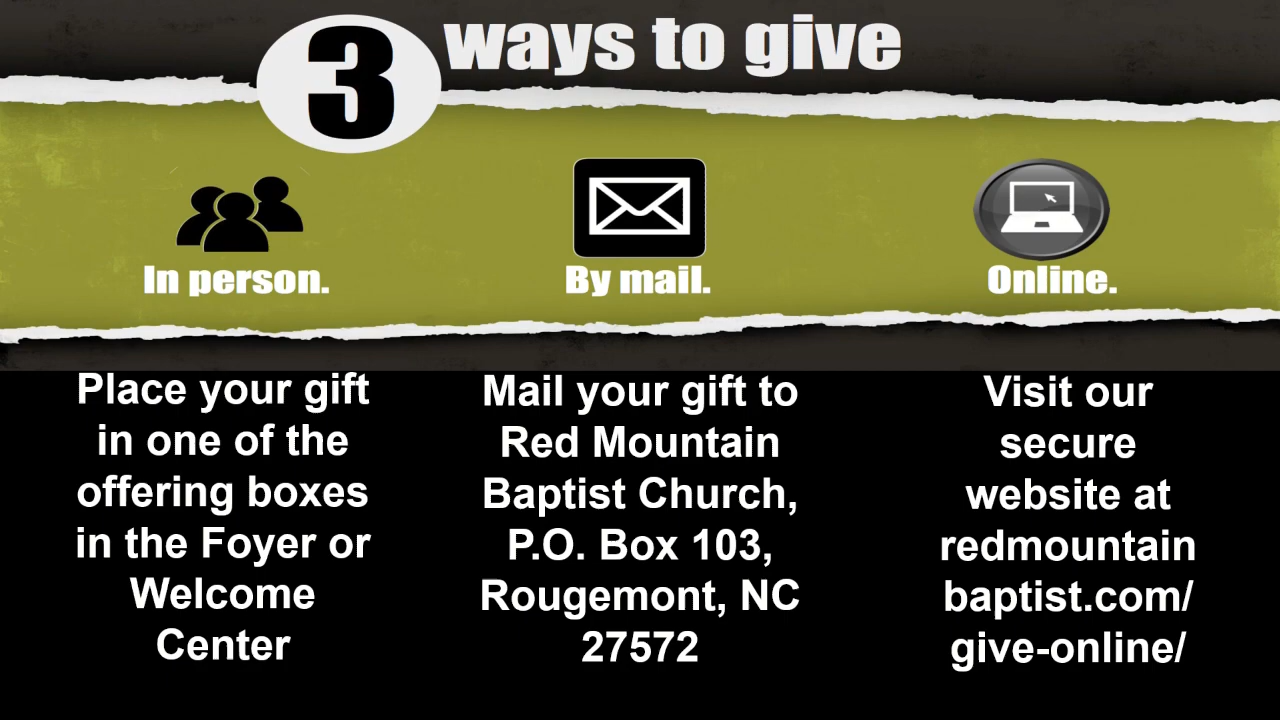 3 ways to give
In person.
Place your gift
in one of the
offering boxes
in the Foyer or
Welcome
Center
By mail.
Mail your gift to
Red Mountain
Baptist Church,
P.O. Box 103,
Rougemont, NC
27572
Online.
Visit our
secure
website at
redmountain
baptist.com/
give-online/